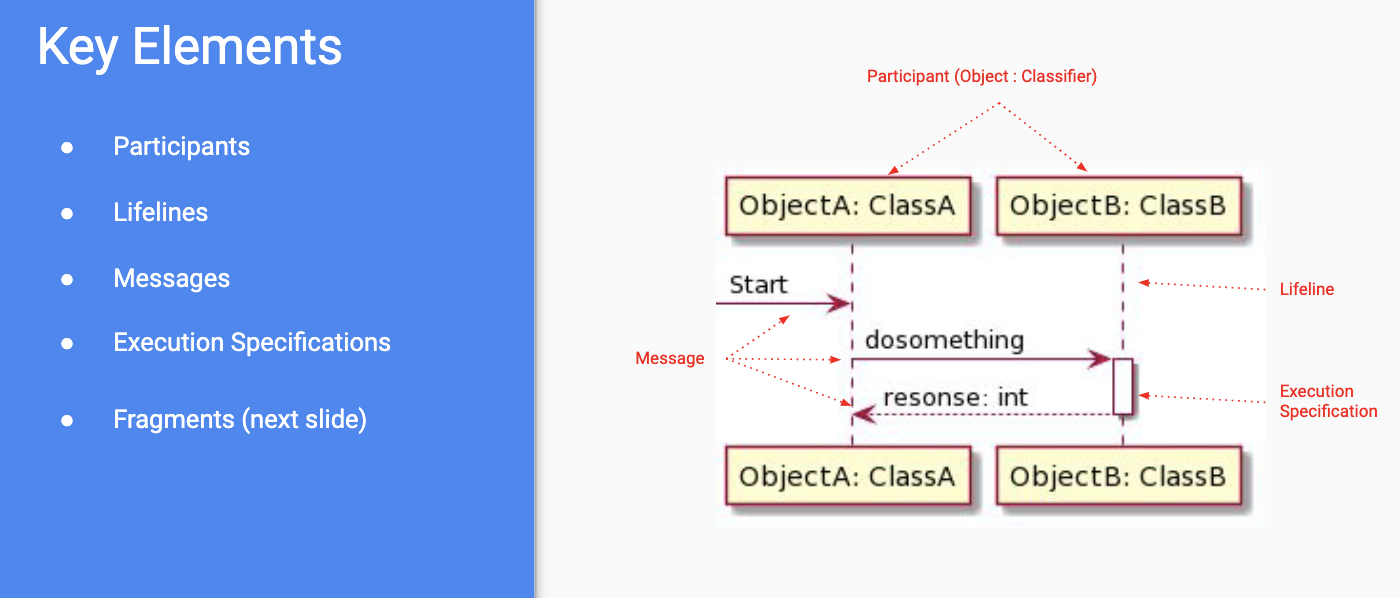 Key Elements
Participants
Lifelines
Messages
Execution Specifications
Fragments (next slide)
Participant (Object : Classifier)
ObjectA: ClassA
ObjectB: ClassB
Start
Lifeline
dosomething
Message
resonse: int
Execution
Specification
ObjectA: ClassA
ObjectB: ClassB